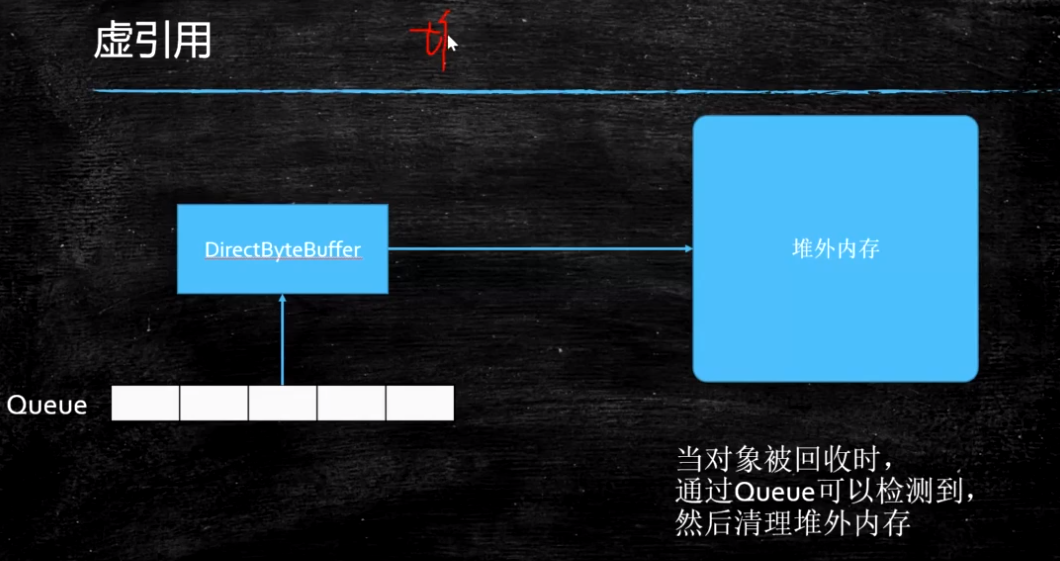 虚引用
DirectByteBuffer
堆外内存
Queue
当对象被回收时，
通过Queue可以检测到，
然后清理堆外内存